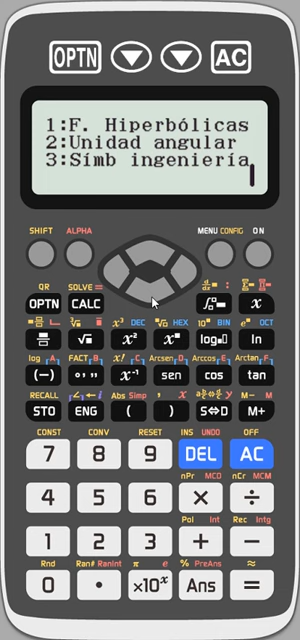 OPTN ▼ ▼ AC
1:F. Hiperbólicas
2:Unidad angular
3:Símb ingeniería
SHIFT ALPHA MENU CONFIG ON
QR SOLVE =
OPTN CALC x
x³ DEC HEX 10■ BIN e■ OCT
√■ x² x■ log■□ ln
log A FACT B x! C Arcsen D Arccos E Arctan F
(−) ° ’ ” x⁻¹ sen cos tan
RECALL ∠ ← i Abs Simp , x y M− M
STO ENG ( ) S⇔D M+
CONST CONV RESET INS UNDO OFF
7 8 9 DEL AC
nPr MCD nCr MCM
4 5 6 × ÷
Pol Int Rec Intg
1 2 3 + −
Rnd Ran# RanInt π e % PreAns ≈
0 • ×10ˣ Ans =